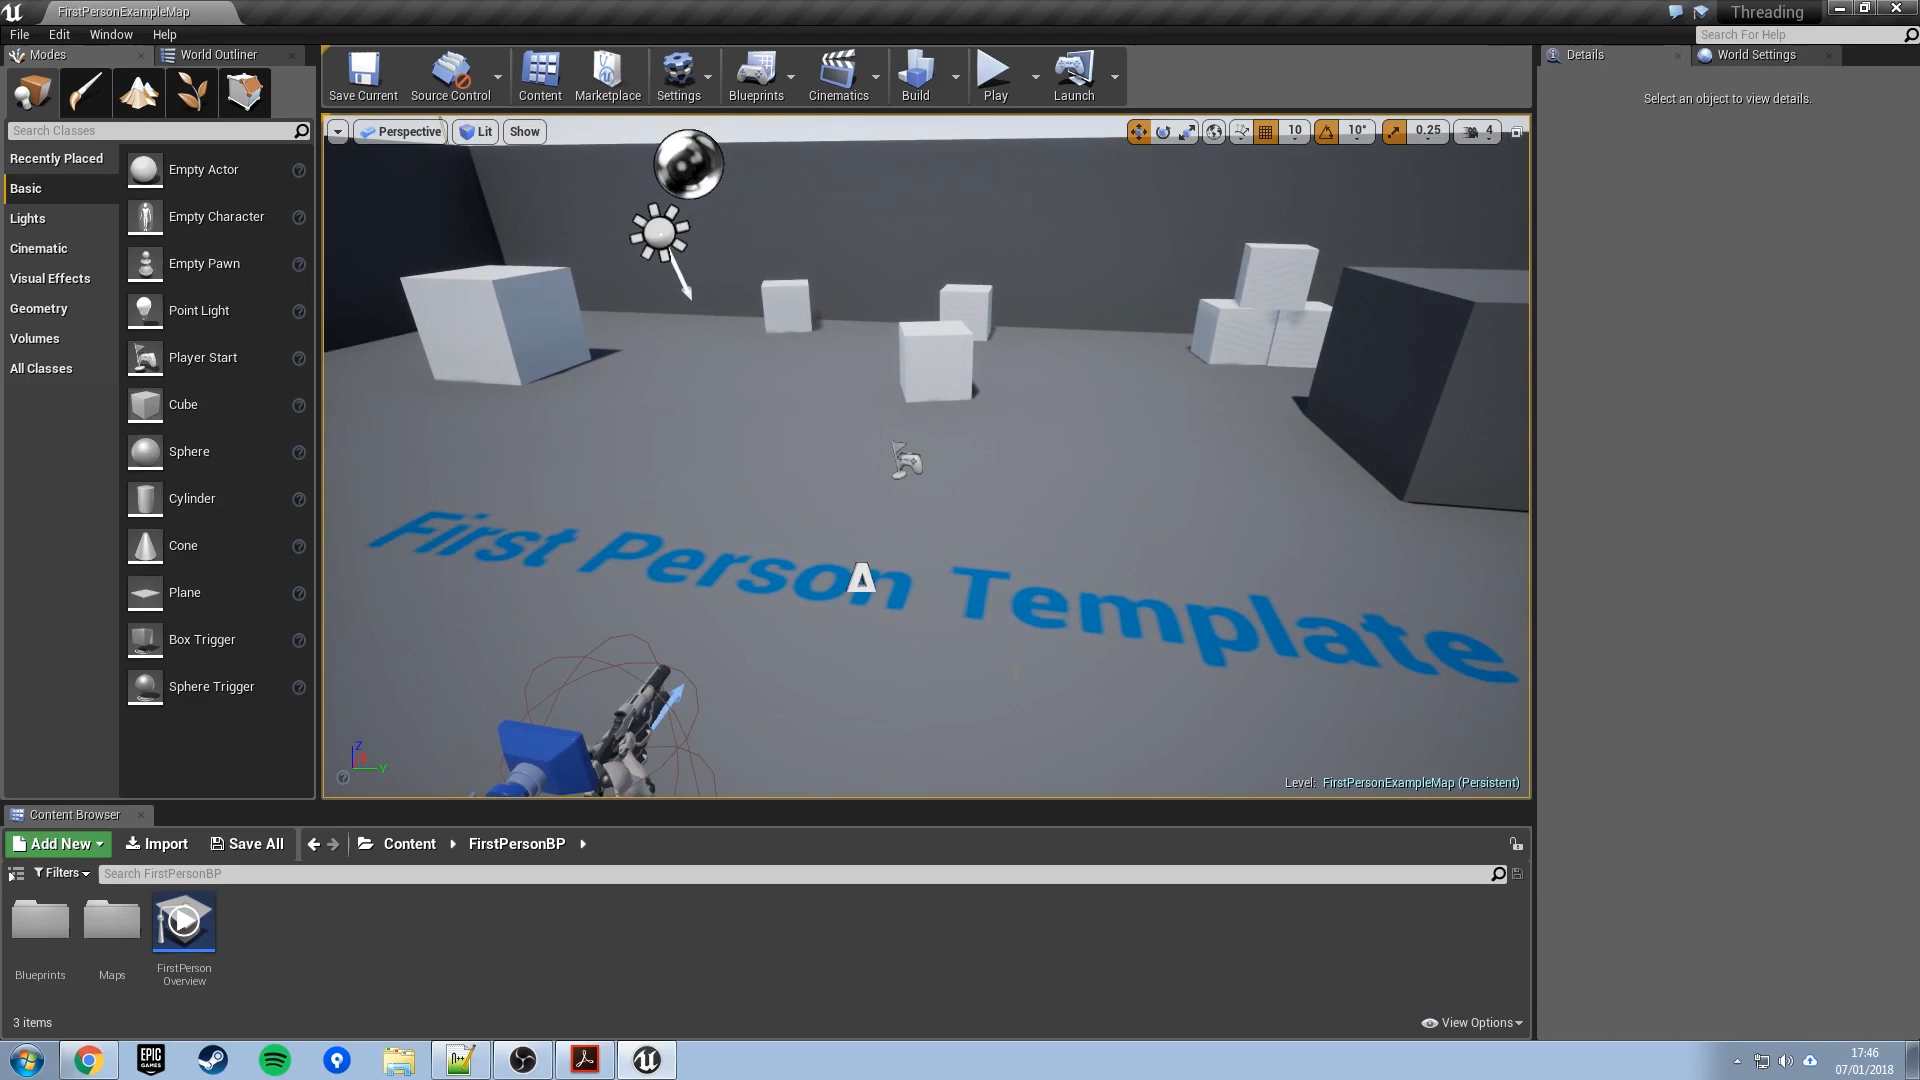 FirstPersonExampleMap
Threading
File Edit Window Help
Search For Help
Modes
World Outliner
Save Current
Source Control
Content
Marketplace
Settings
Blueprints
Cinematics
Build
Play
Launch
Details
World Settings
Select an object to view details.
Search Classes
Recently Placed
Basic
Lights
Cinematic
Visual Effects
Geometry
Volumes
All Classes
Empty Actor
Empty Character
Empty Pawn
Point Light
Player Start
Cube
Sphere
Cylinder
Cone
Plane
Box Trigger
Sphere Trigger
Perspective
Lit
Show
10
10°
0.25
4
First Person Template
Z
Y
Level: FirstPersonExampleMap (Persistent)
Content Browser
Add New
Import
Save All
Content
FirstPersonBP
Filters
Search FirstPersonBP
Blueprints
Maps
FirstPerson
Overview
3 items
View Options
EPIC
GAMES
n++
17:46
07/01/2018